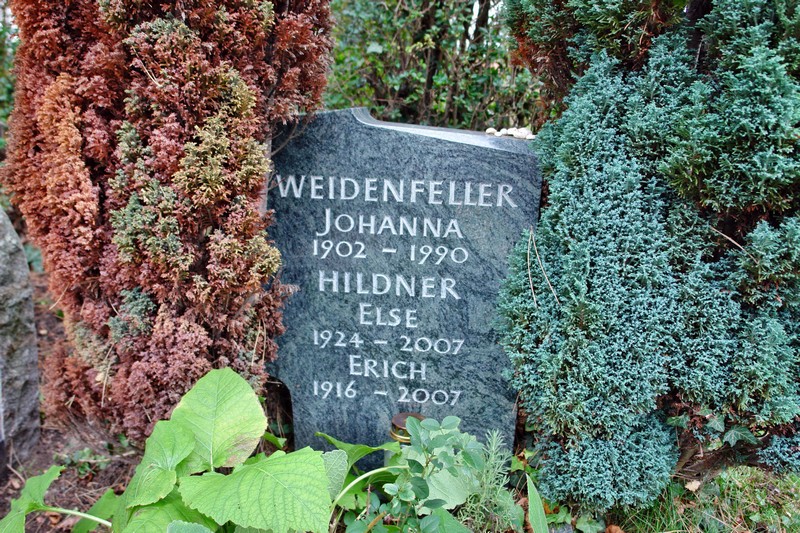 WEIDENFELLER
JOHANNA
1902 – 1990
HILDNER
ELSE
1924 – 2007
ERICH
1916 – 2007